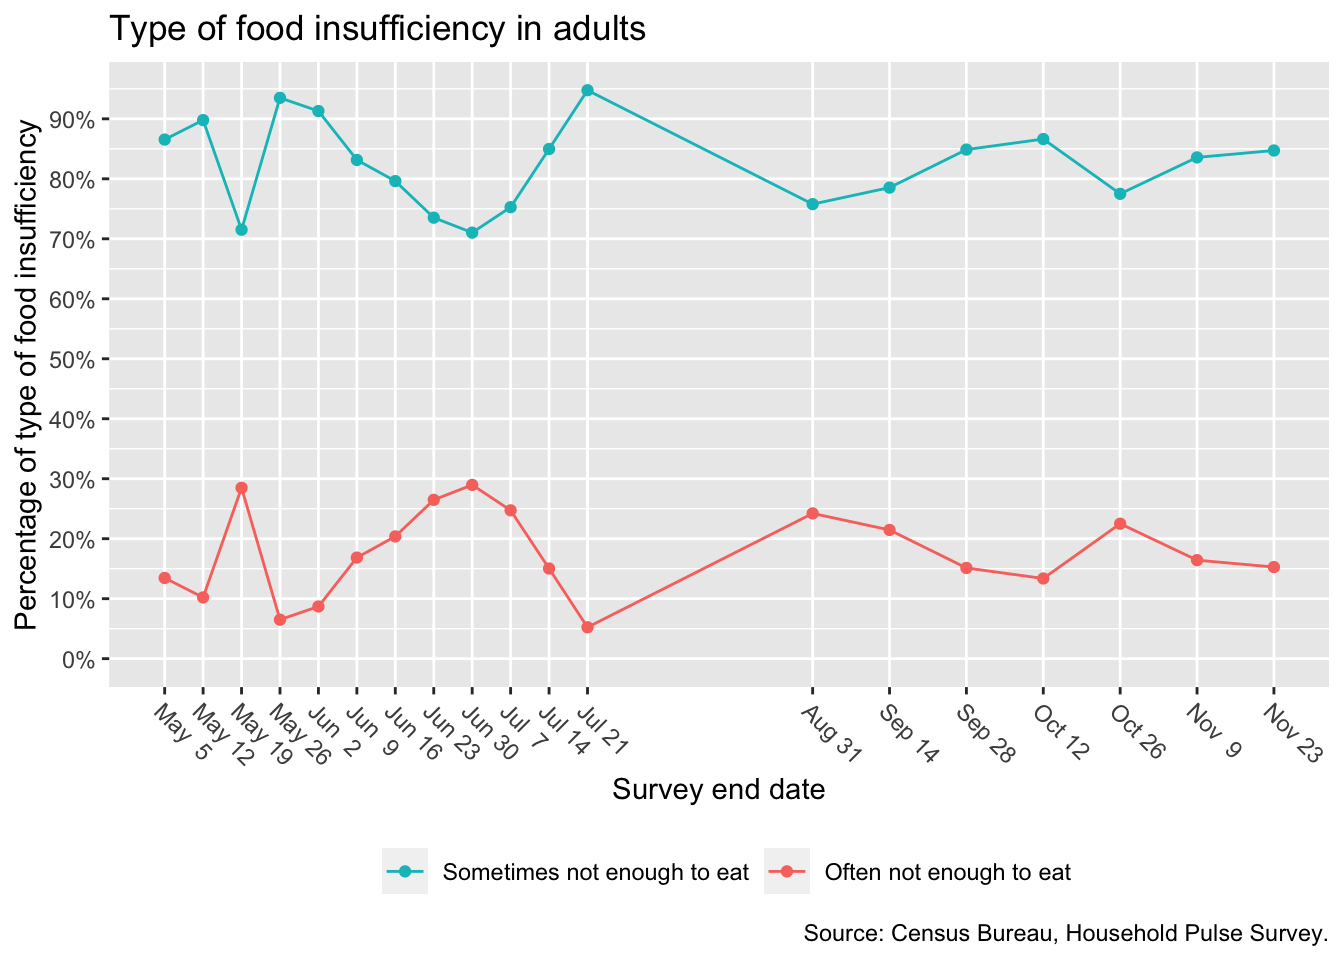 Type of food insufficiency in adults
Percentage of type of food insufficiency
90%
80%
70%
60%
50%
40%
30%
20%
10%
0%
May 5
May 12
May 19
May 26
Jun 2
Jun 9
Jun 16
Jun 23
Jun 30
Jul 7
Jul 14
Jul 21
Aug 31
Sep 14
Sep 28
Oct 12
Oct 26
Nov 9
Nov 23
Survey end date
Sometimes not enough to eat
Often not enough to eat
Source: Census Bureau, Household Pulse Survey.